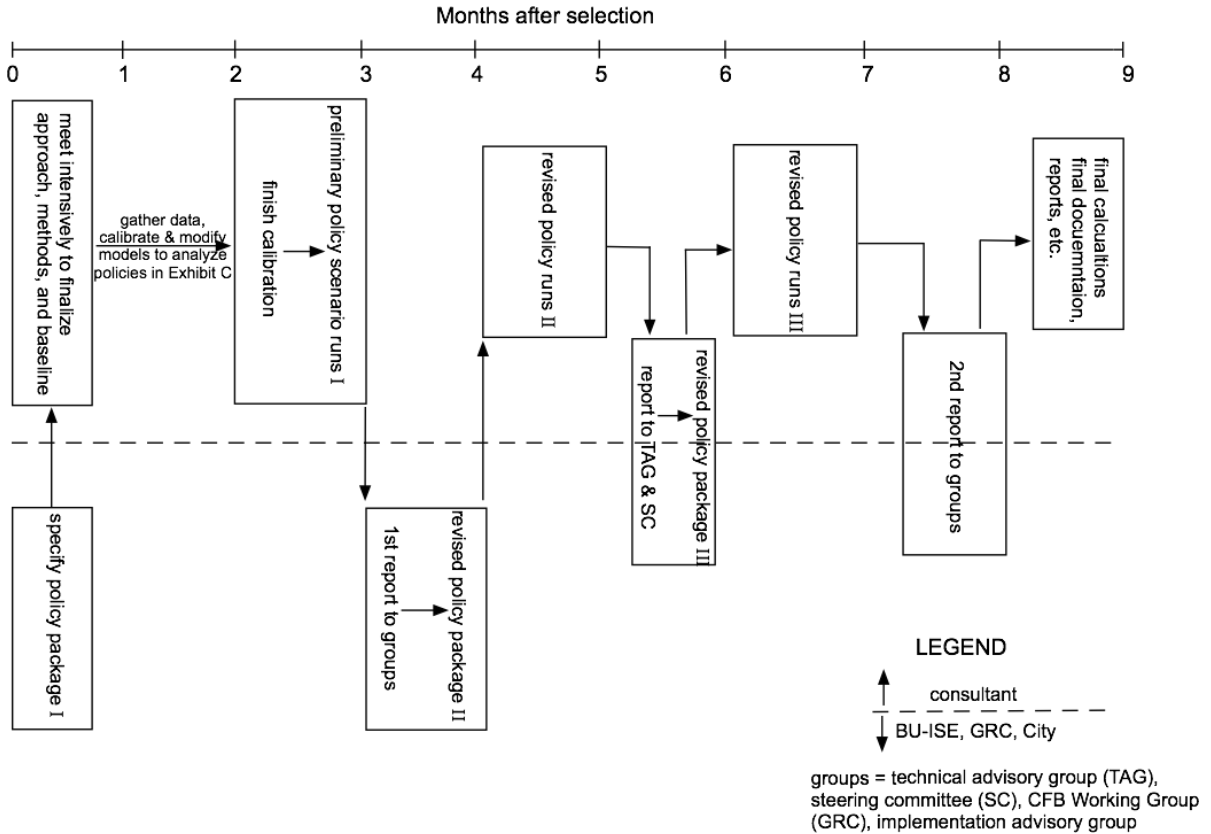 Months after selection
0 1 2 3 4 5 6 7 8 9
meet intensively to finalize
approach, methods, and baseline
gather data,
calibrate & modify
models to analyze
policies in Exhibit C
preliminary policy scenario runs I
finish calibration
revised policy runs II
revised policy runs III
final calcualtions
final docuemntaion,
reports, etc.
revised policy package III
report to TAG & SC
2nd report to groups
specify policy package I
revised policy package II
1st report to groups
LEGEND
consultant
BU-ISE, GRC, City
groups = technical advisory group (TAG),
steering committee (SC), CFB Working Group
(GRC), implementation advisory group